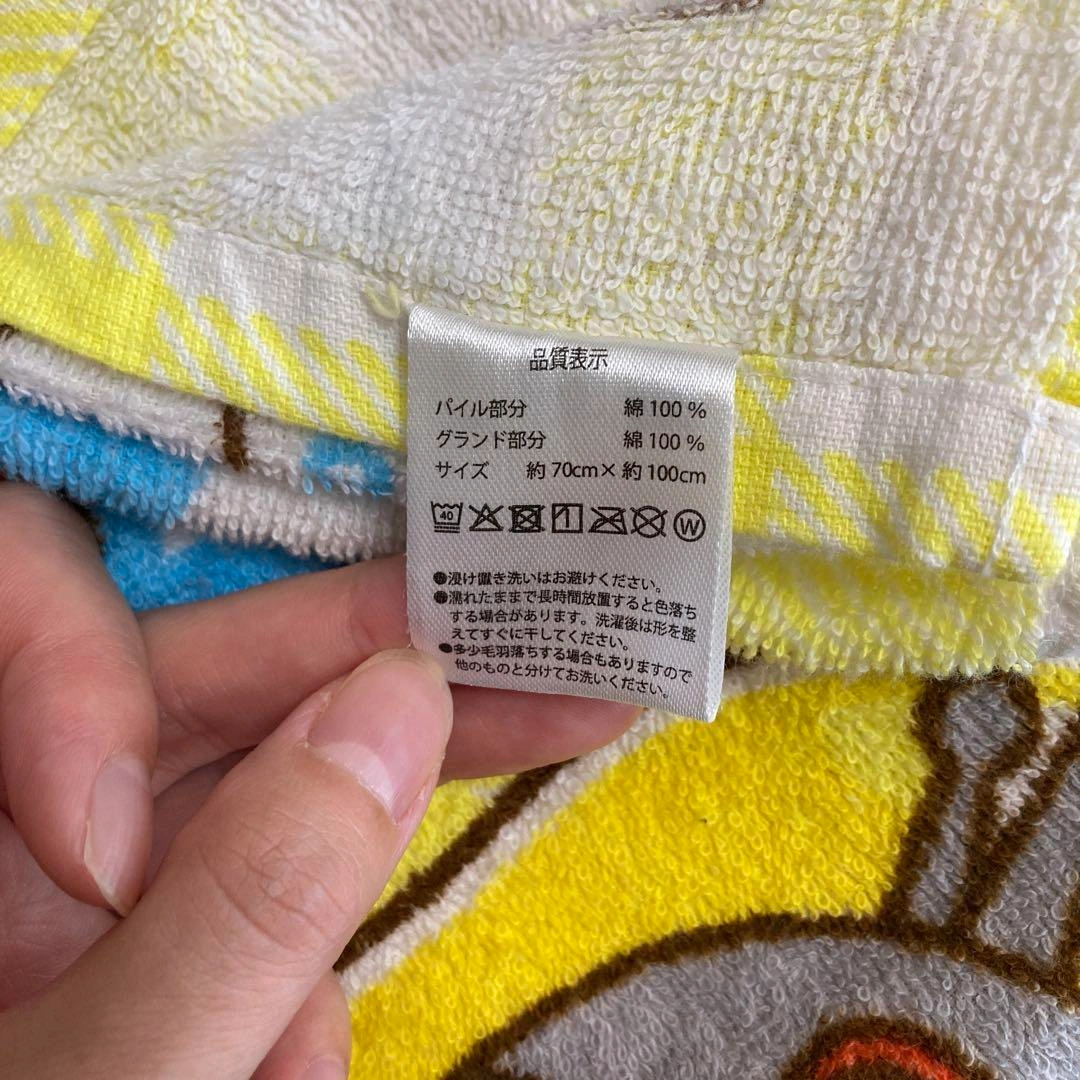 品質表示
パイル部分 綿 100 %
グランド部分 綿 100 %
サイズ 約 70cm × 約 100cm
40 W
●浸け置き洗いはお避けください。
●濡れたままで長時間放置すると色落ち
する場合があります。洗濯後は形を整
えてすぐに干してください。
●多少毛羽落ちする場合もありますので
他のものと分けてお洗いください。